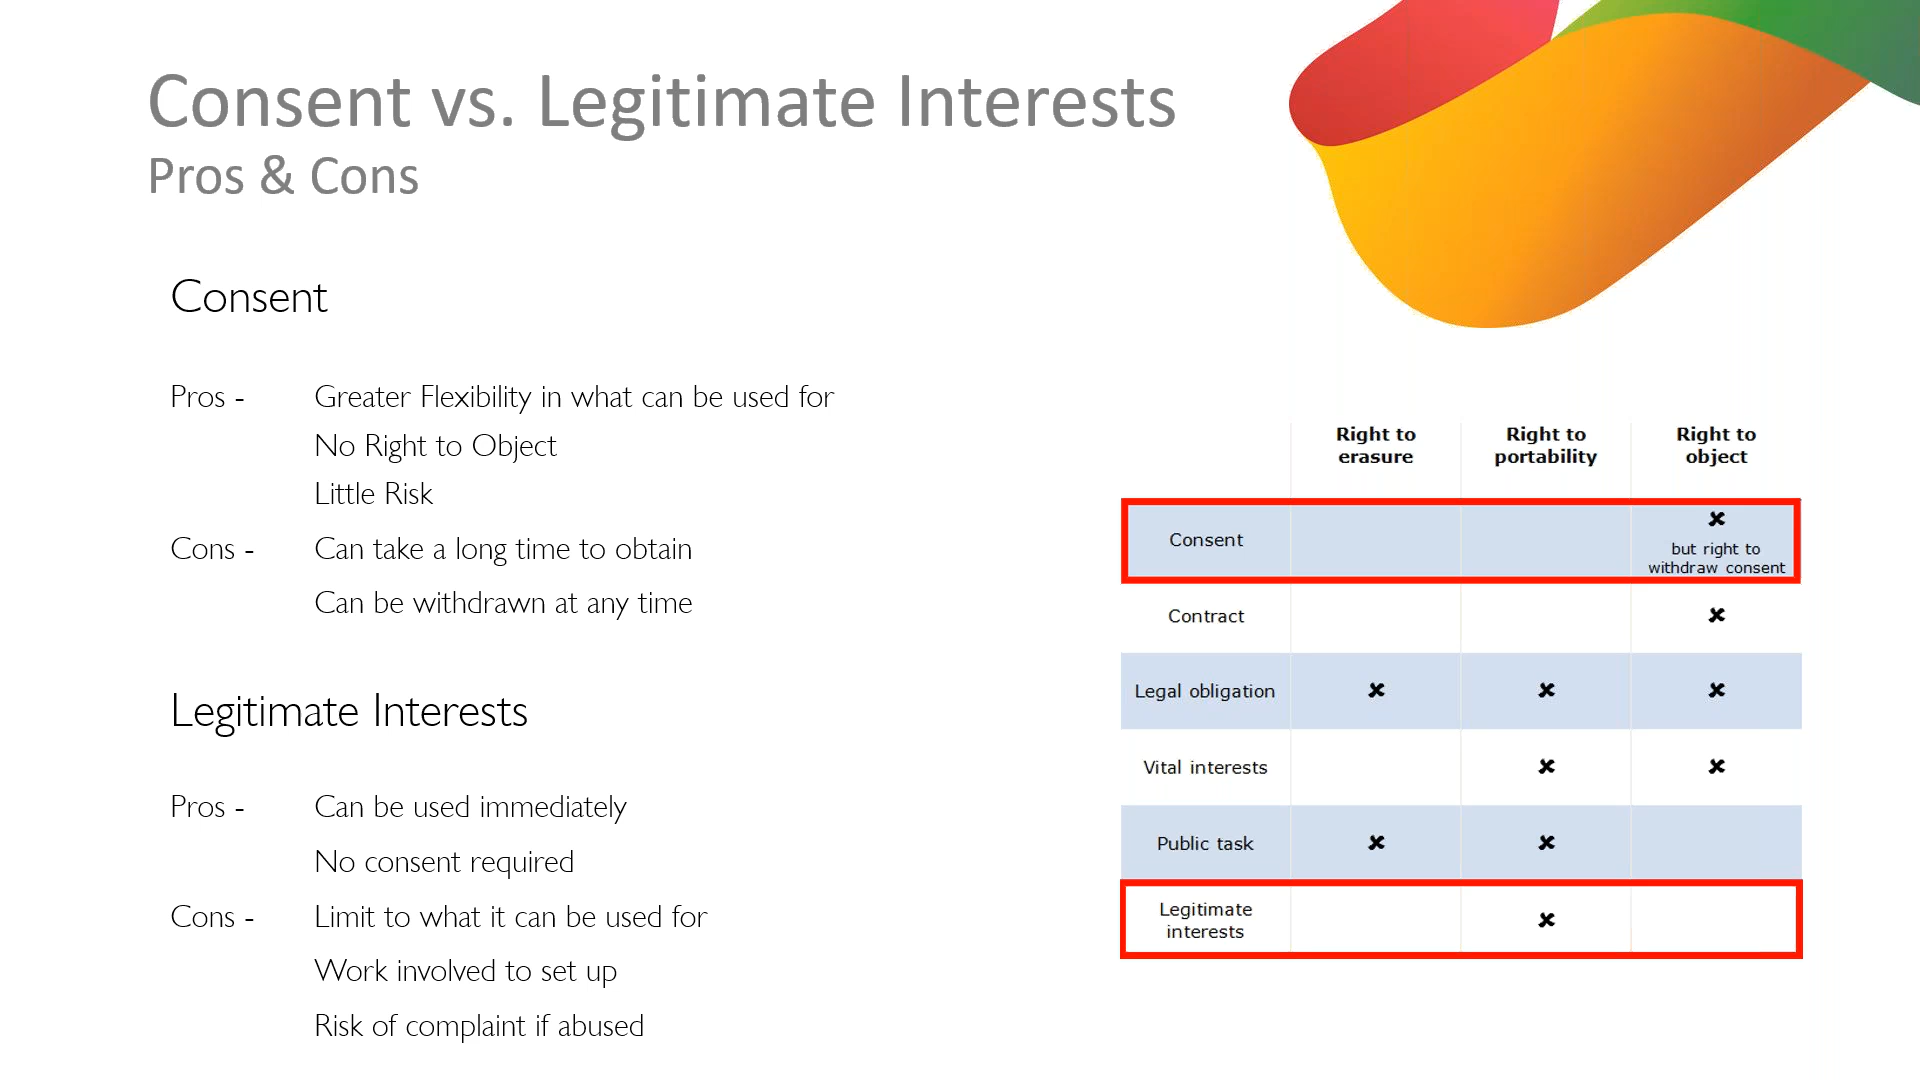 Consent vs. Legitimate Interests
Pros & Cons
Consent
Pros - Greater Flexibility in what can be used for
No Right to Object
Little Risk
Cons - Can take a long time to obtain
Can be withdrawn at any time
Legitimate Interests
Pros - Can be used immediately
No consent required
Cons - Limit to what it can be used for
Work involved to set up
Risk of complaint if abused
Right to erasure Right to portability Right to object
Consent ✖ but right to withdraw consent
Contract ✖
Legal obligation ✖ ✖ ✖
Vital interests ✖ ✖
Public task ✖ ✖
Legitimate interests ✖